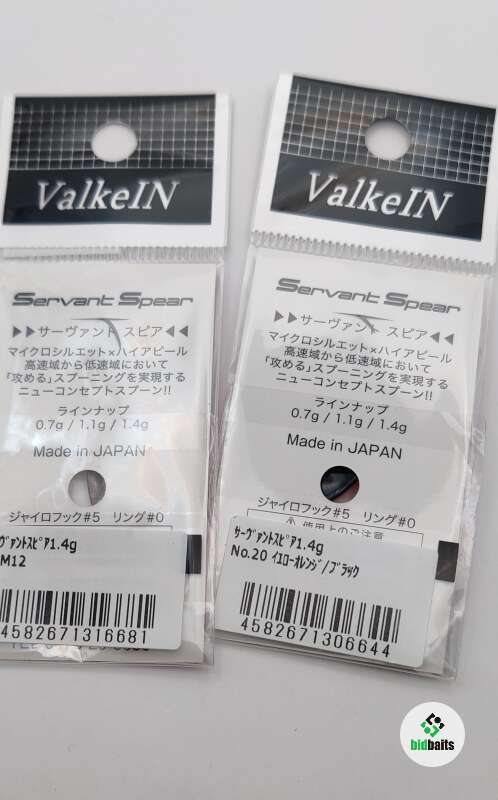 ValkeIN
Servant Spear
▶▶サーヴァント スピア◀◀
マイクロシルエット×ハイアピール
高速域から低速域において
「攻める」スプーニングを実現する
ニューコンセプトスプーン!!
ラインナップ
0.7g / 1.1g / 1.4g
Made in JAPAN
ジャイロフック#5 リング#0
ヴァントスピア1.4g
M12
4582671316681
ValkeIN
Servant Spear
▶▶サーヴァント スピア◀◀
マイクロシルエット×ハイアピール
高速域から低速域において
「攻める」スプーニングを実現する
ニューコンセプトスプーン!!
ラインナップ
0.7g / 1.1g / 1.4g
Made in JAPAN
ジャイロフック#5 リング#0
⚠ 使用上のご注意
サーヴァントスピア1.4g
No.20 イエローオレンジ/ブラック
4582671306644
bidbaits